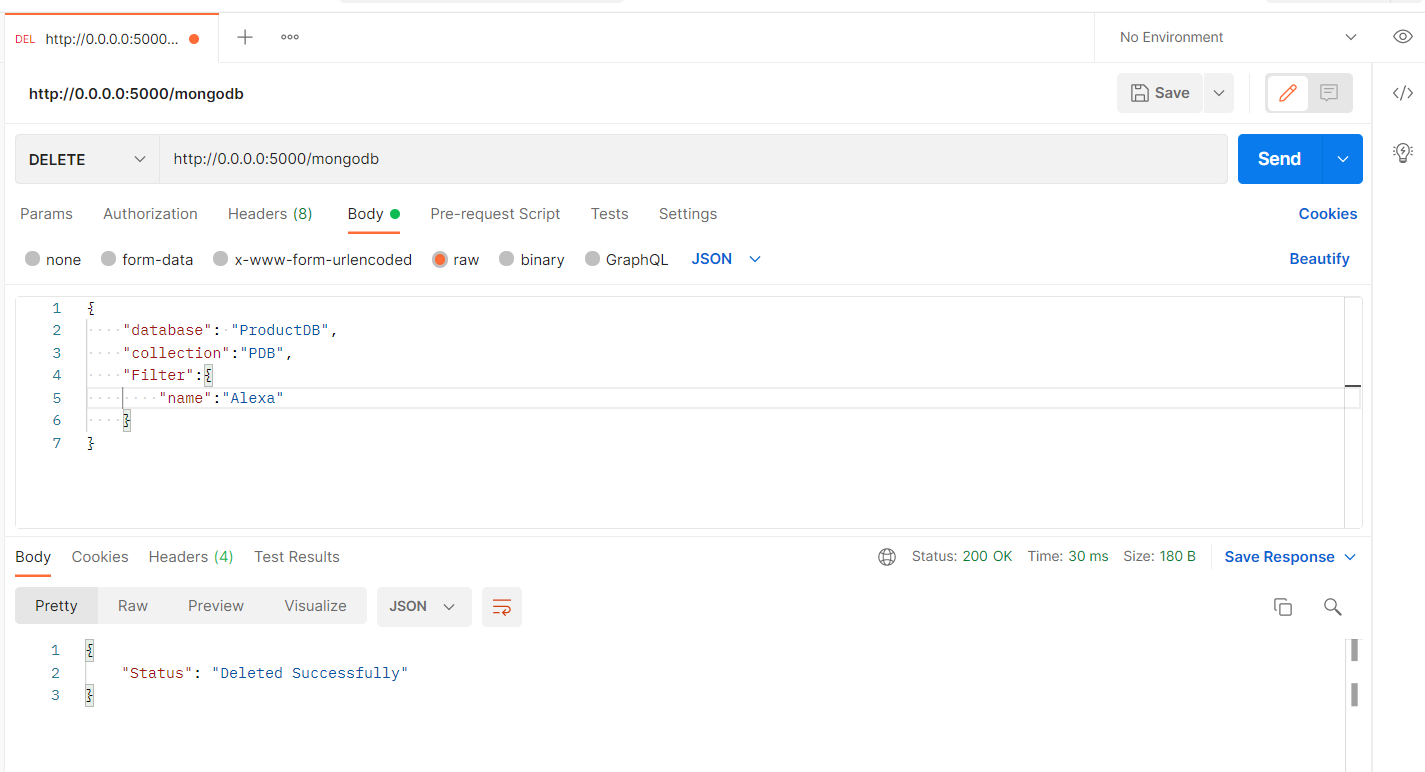 DEL http://0.0.0.0:5000... No Environment
http://0.0.0.0:5000/mongodb Save
DELETE http://0.0.0.0:5000/mongodb Send
Params Authorization Headers (8) Body Pre-request Script Tests Settings Cookies
none form-data x-www-form-urlencoded raw binary GraphQL JSON Beautify
1 {
2 "database": "ProductDB",
3 "collection":"PDB",
4 "Filter":{
5 "name":"Alexa"
6 }
7 }
Body Cookies Headers (4) Test Results Status: 200 OK Time: 30 ms Size: 180 B Save Response
Pretty Raw Preview Visualize JSON
1 {
2 "Status": "Deleted Successfully"
3 }